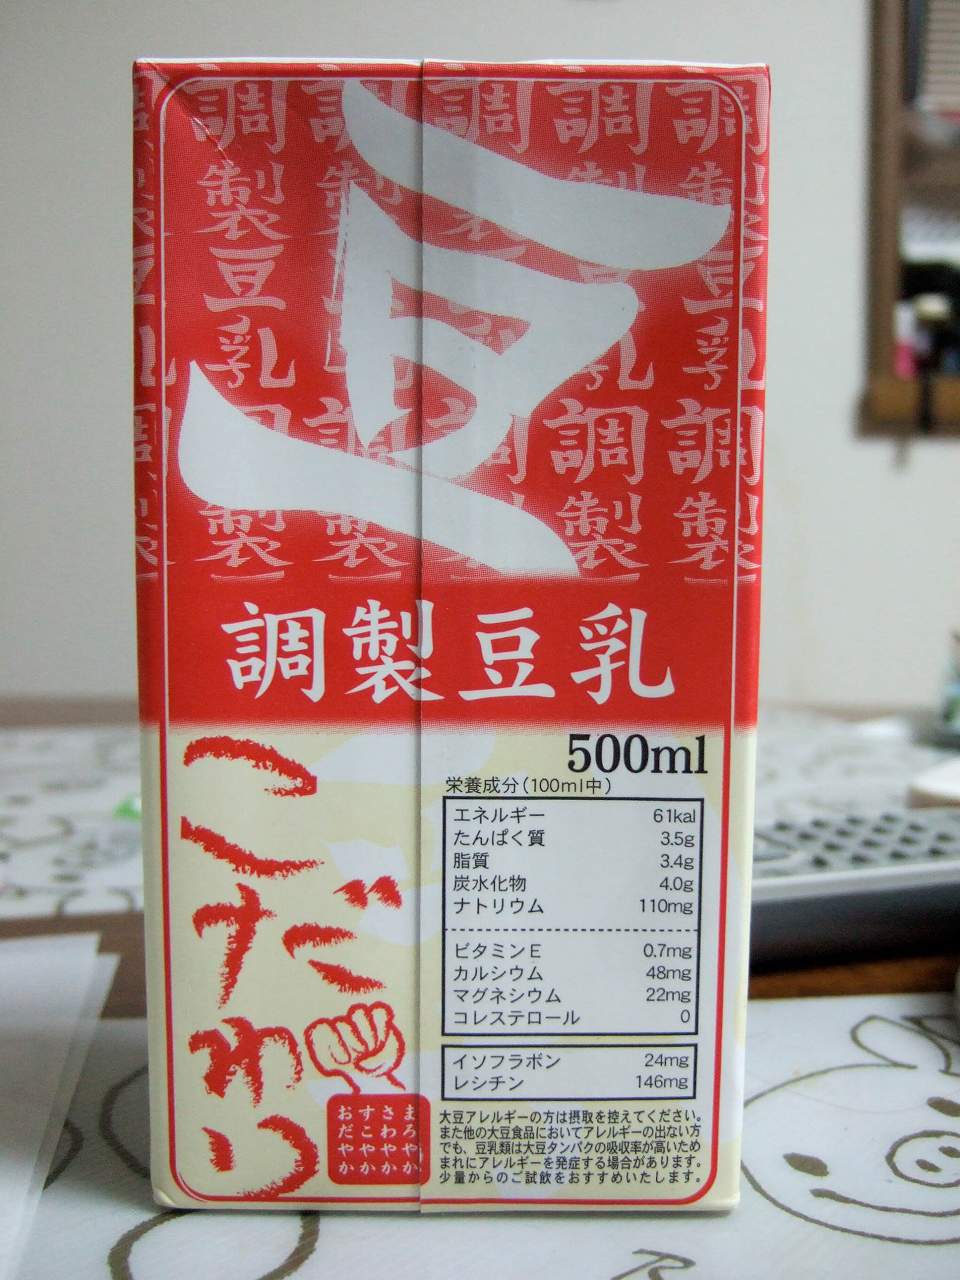 豆
調製豆乳
500ml
こだわり
栄養成分(100ml中)
エネルギー 61kal
たんぱく質 3.5g
脂質 3.4g
炭水化物 4.0g
ナトリウム 110mg
ビタミンE 0.7mg
カルシウム 48mg
マグネシウム 22mg
コレステロール 0
イソフラボン 24mg
レシチン 146mg
まろやか
さわやか
すこやか
おだやか
大豆アレルギーの方は摂取を控えてください。
また他の大豆食品においてアレルギーの出ない方
でも、豆乳類は大豆タンパクの吸収率が高いため
まれにアレルギーを発症する場合があります。
少量からのご試飲をおすすめいたします。